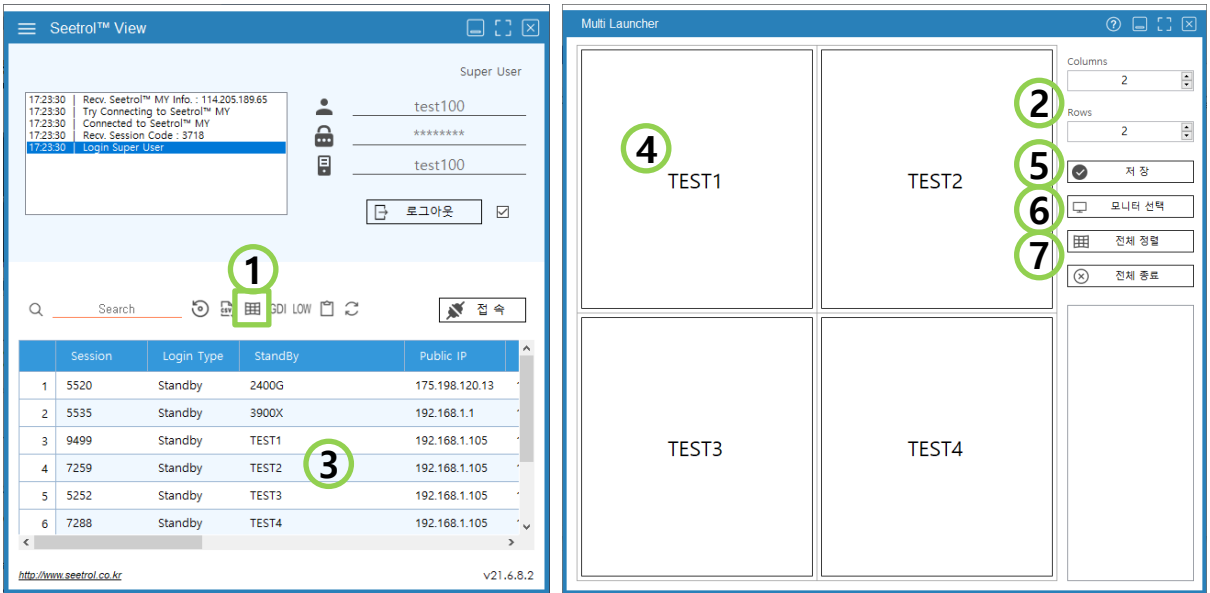 Seetrol™ View
Super User
17:23:30 | Recv. Seetrol™ MY Info. : 114.205.189.65
17:23:30 | Try Connecting to Seetrol™ MY
17:23:30 | Connected to Seetrol™ MY
17:23:30 | Recv. Session Code : 3718
17:23:30 | Login Super User
test100
********
test100
로그아웃
1
Search
CSV
GDI
LOW
접 속
Session Login Type StandBy Public IP
1 5520 Standby 2400G 175.198.120.13
2 5535 Standby 3900X 192.168.1.1
3 9499 Standby TEST1 192.168.1.105
4 7259 Standby TEST2 192.168.1.105
5 5252 Standby TEST3 192.168.1.105
6 7288 Standby TEST4 192.168.1.105
3
http://www.seetrol.co.kr
v21.6.8.2
Multi Launcher
4
TEST1
TEST2
TEST3
TEST4
Columns
2
2
Rows
2
5
저 장
6
모니터 선택
7
전체 정렬
전체 종료